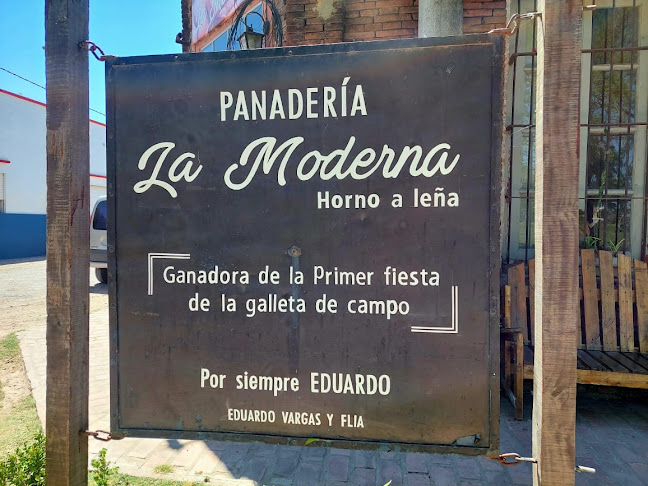 PANADERÍA
La Moderna
Horno a leña
Ganadora de la Primer fiesta
de la galleta de campo
Por siempre EDUARDO
EDUARDO VARGAS Y FLIA